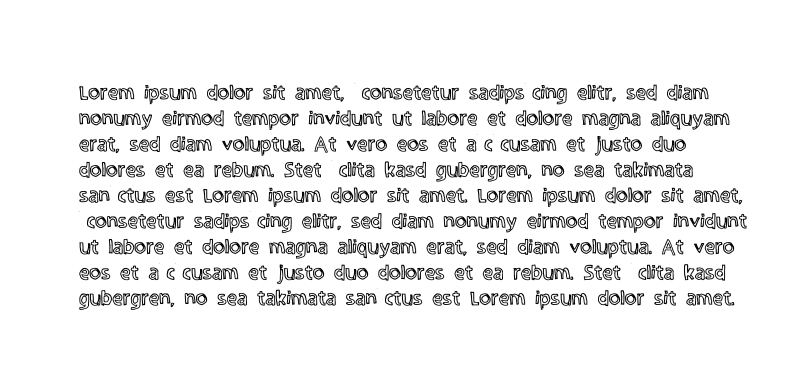 Lorem ipsum dolor sit amet, consetetur sadips cing elitr, sed diam
nonumy eirmod tempor invidunt ut labore et dolore magna aliquyam
erat, sed diam voluptua. At vero eos et a c cusam et justo duo
dolores et ea rebum. Stet clita kasd gubergren, no sea takimata
san ctus est Lorem ipsum dolor sit amet. Lorem ipsum dolor sit amet,
consetetur sadips cing elitr, sed diam nonumy eirmod tempor invidunt
ut labore et dolore magna aliquyam erat, sed diam voluptua. At vero
eos et a c cusam et justo duo dolores et ea rebum. Stet clita kasd
gubergren, no sea takimata san ctus est Lorem ipsum dolor sit amet.